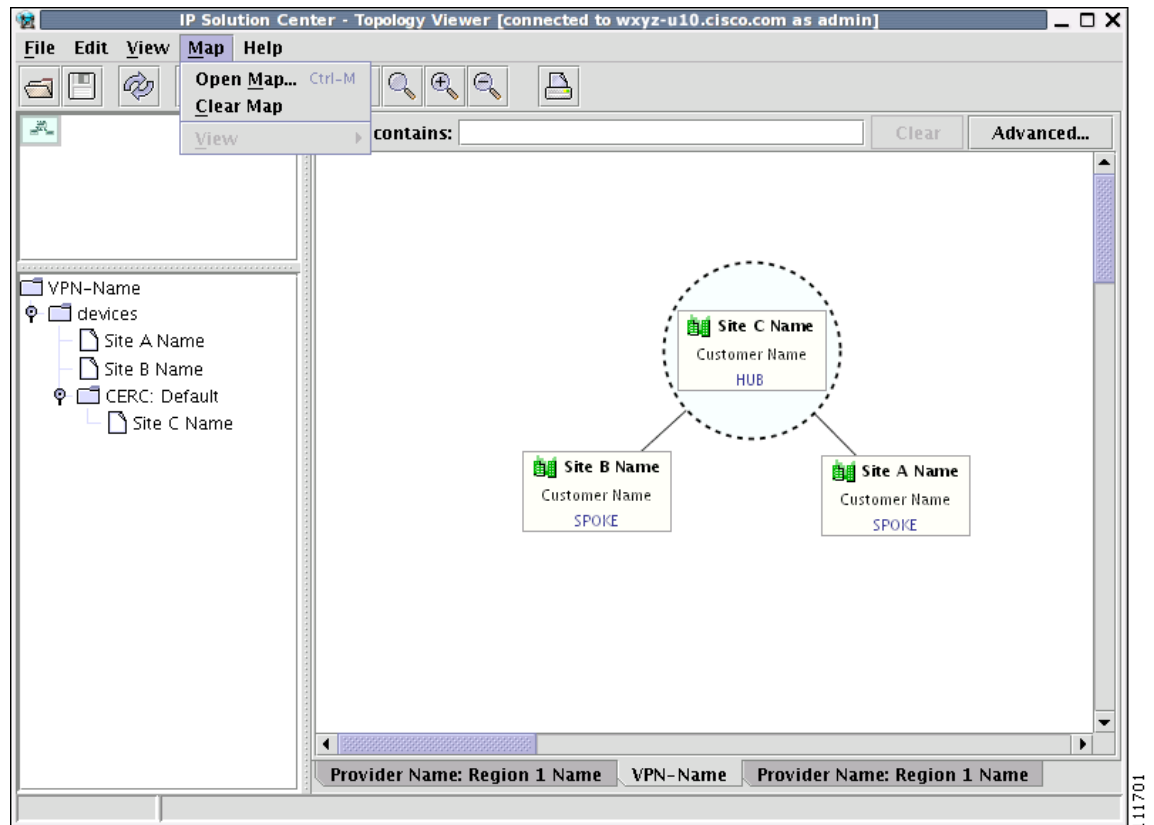 IP Solution Center - Topology Viewer [connected to wxyz-u10.cisco.com as admin]
File Edit View Map Help
Open Map... Ctrl-M
Clear Map
View
contains:
Clear
Advanced...
VPN-Name
devices
Site A Name
Site B Name
CERC: Default
Site C Name
Site C Name
Customer Name
HUB
Site B Name
Customer Name
SPOKE
Site A Name
Customer Name
SPOKE
Provider Name: Region 1 Name
VPN-Name
Provider Name: Region 1 Name